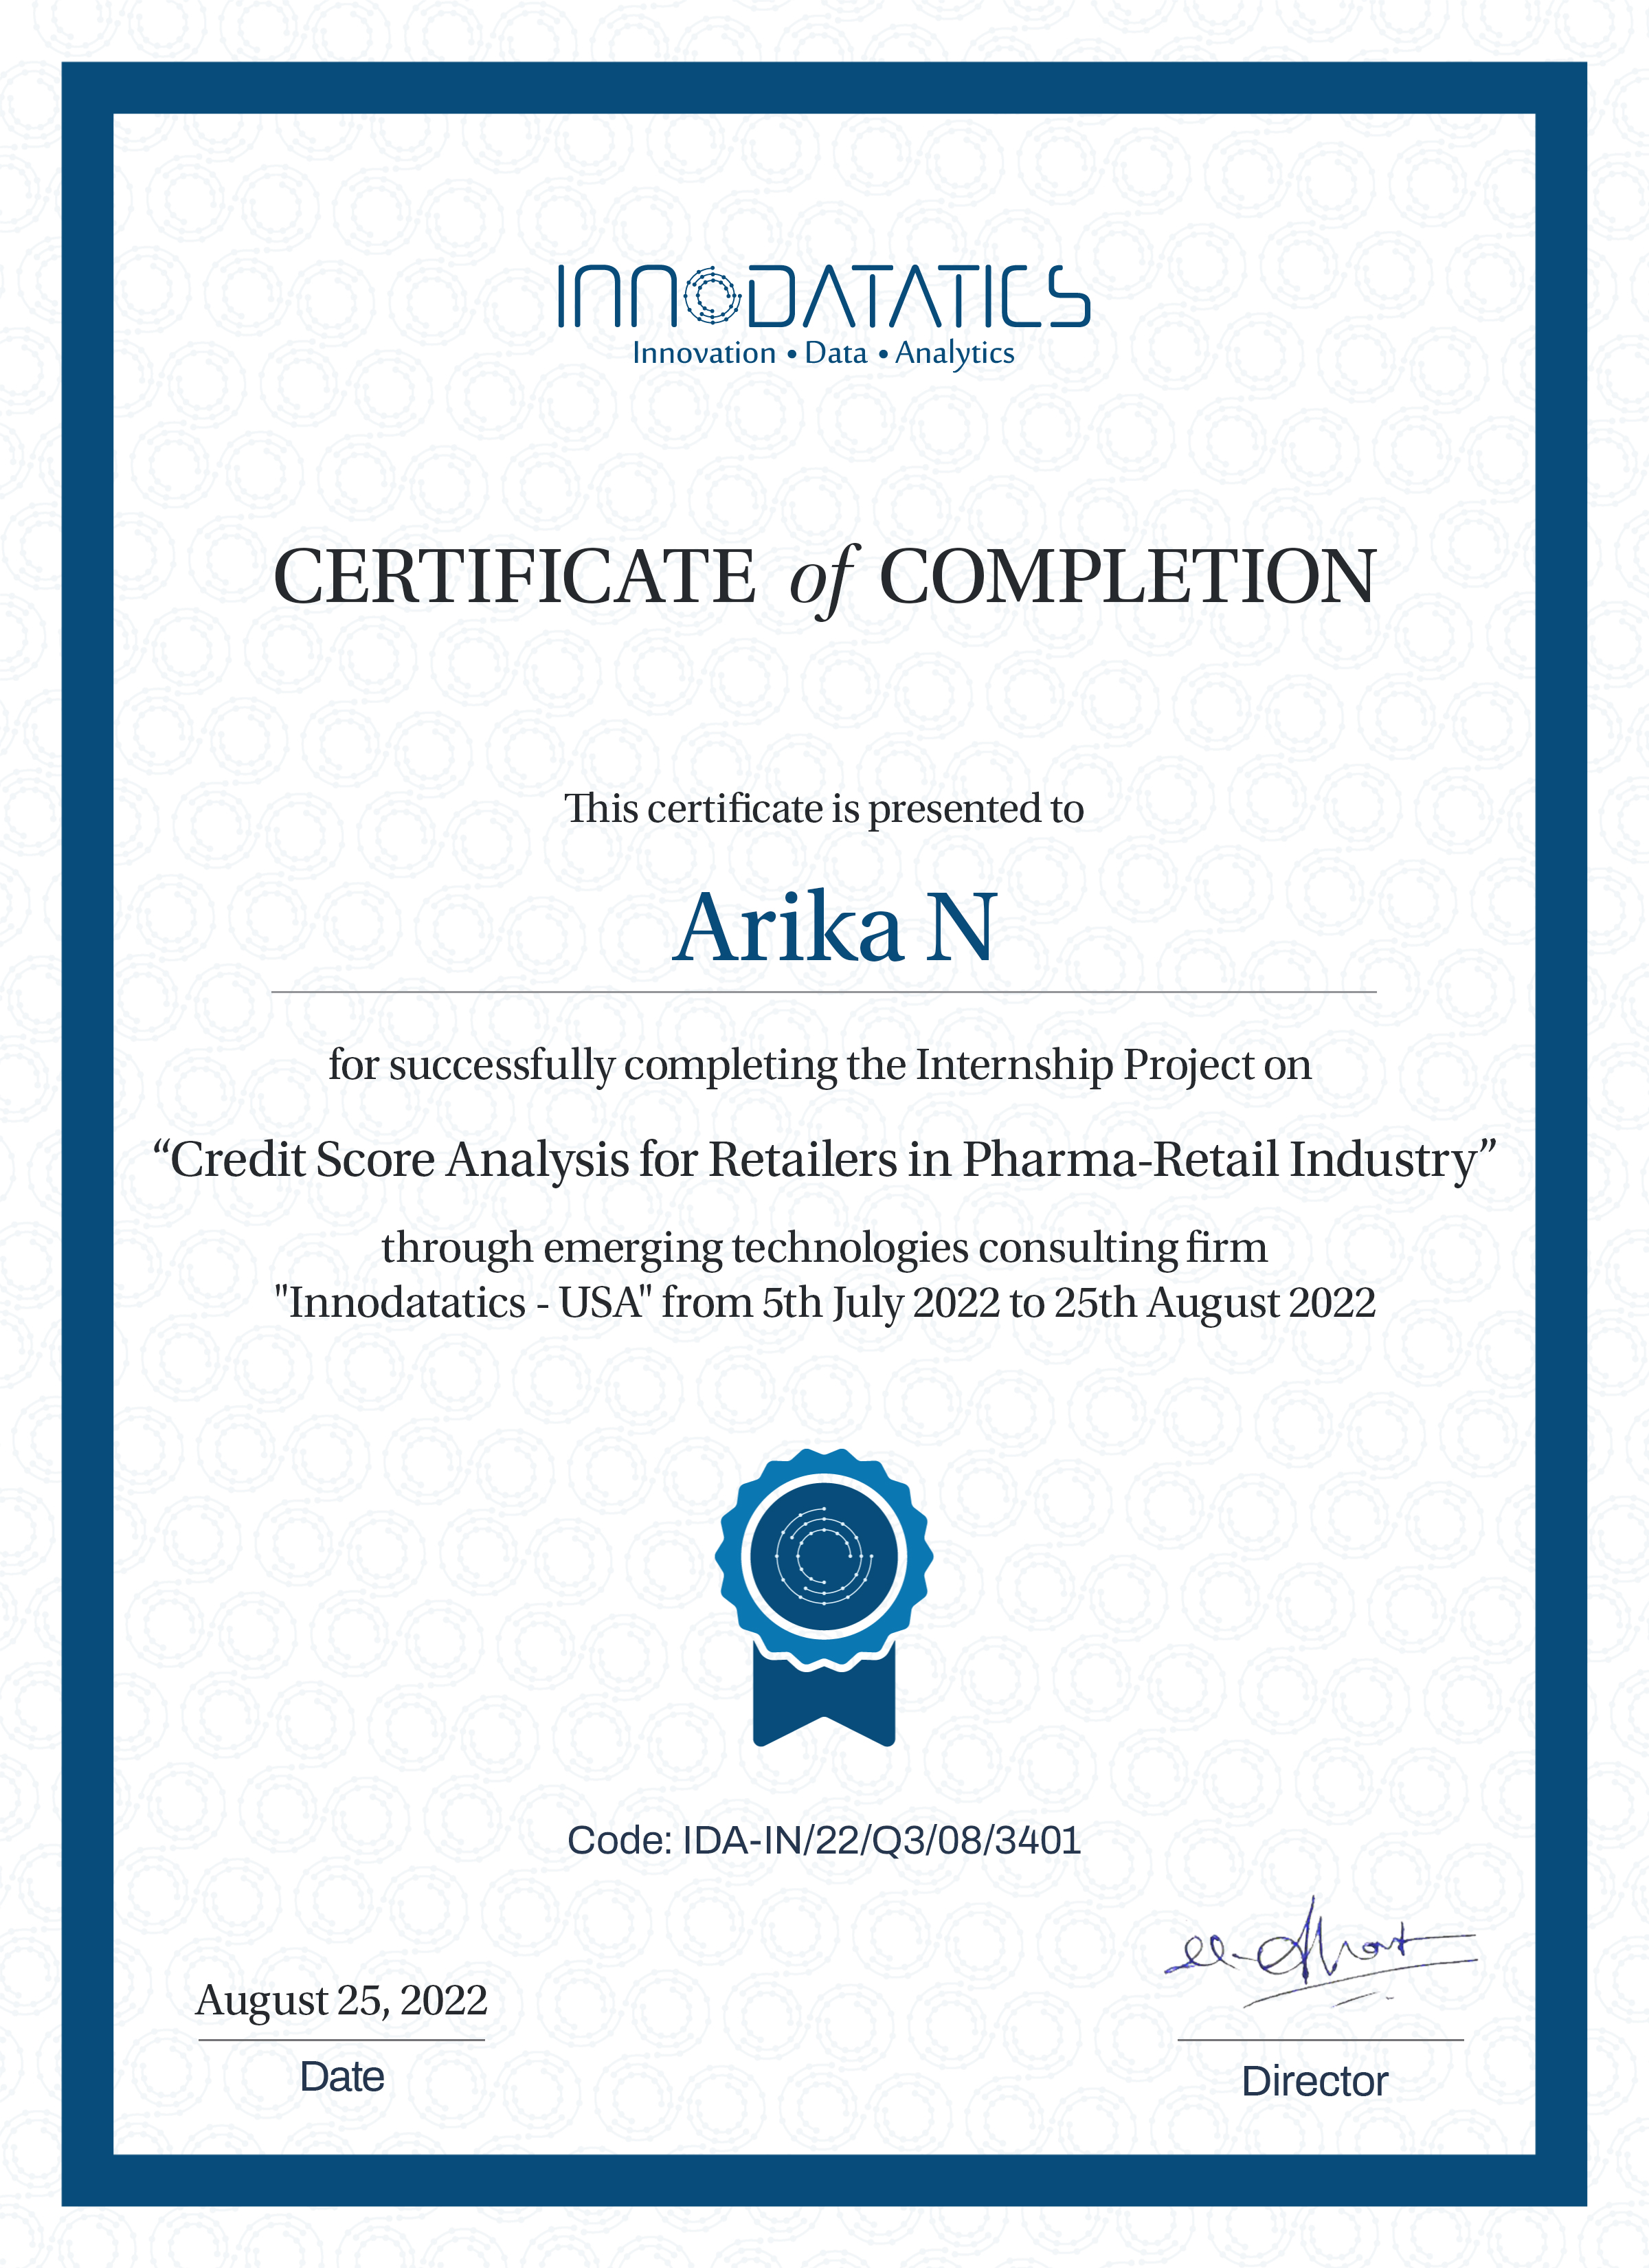 INNODATATICS
Innovation • Data • Analytics
CERTIFICATE of COMPLETION
This certificate is presented to
Arika N
for successfully completing the Internship Project on
“Credit Score Analysis for Retailers in Pharma-Retail Industry”
through emerging technologies consulting firm
"Innodatatics - USA" from 5th July 2022 to 25th August 2022
Code: IDA-IN/22/Q3/08/3401
August 25, 2022
Date
Director